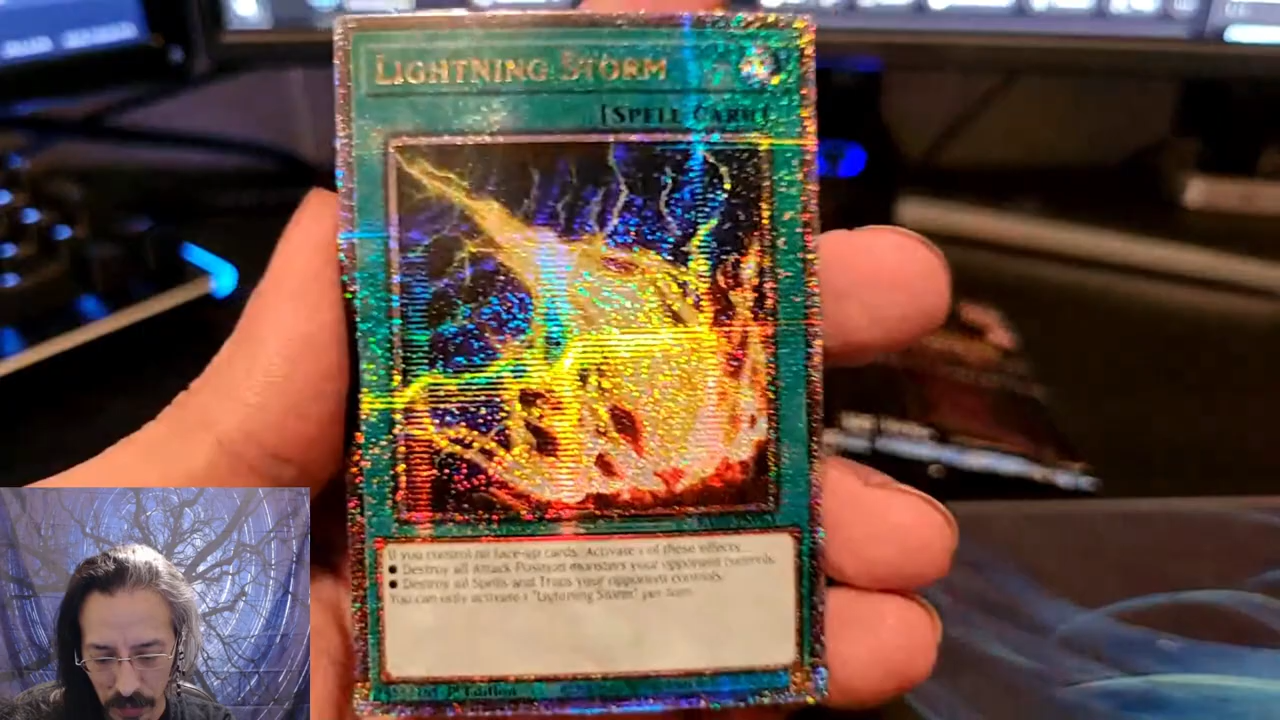 LIGHTNING STORM
[SPELL CARD]
If you control no face-up cards: Activate 1 of these effects;
● Destroy all Attack Position monsters your opponent controls.
● Destroy all Spells and Traps your opponent controls.
You can only activate 1 "Lightning Storm" per turn.
1st Edition